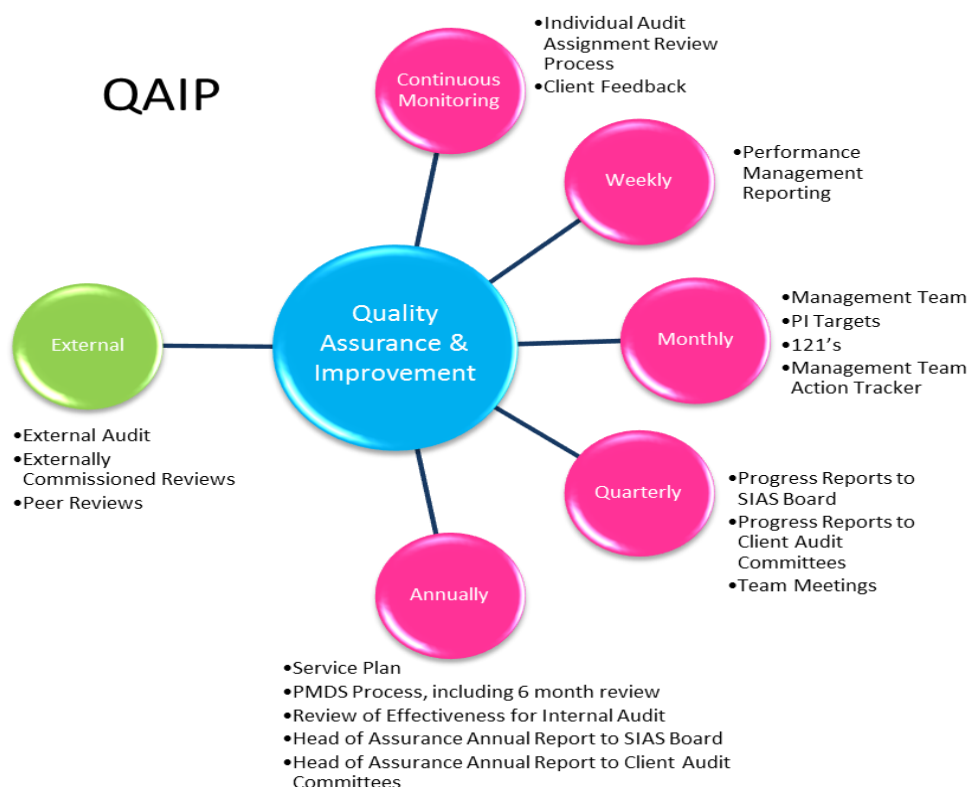 QAIP
Continuous
Monitoring
•Individual Audit
Assignment Review
Process
•Client Feedback
Weekly
•Performance
Management
Reporting
Monthly
•Management Team
•PI Targets
•121’s
•Management Team
Action Tracker
Quality
Assurance &
Improvement
External
•External Audit
•Externally
Commissioned Reviews
•Peer Reviews
Quarterly
•Progress Reports to
SIAS Board
•Progress Reports to
Client Audit
Committees
•Team Meetings
Annually
•Service Plan
•PMDS Process, including 6 month review
•Review of Effectiveness for Internal Audit
•Head of Assurance Annual Report to SIAS Board
•Head of Assurance Annual Report to Client Audit
Committees